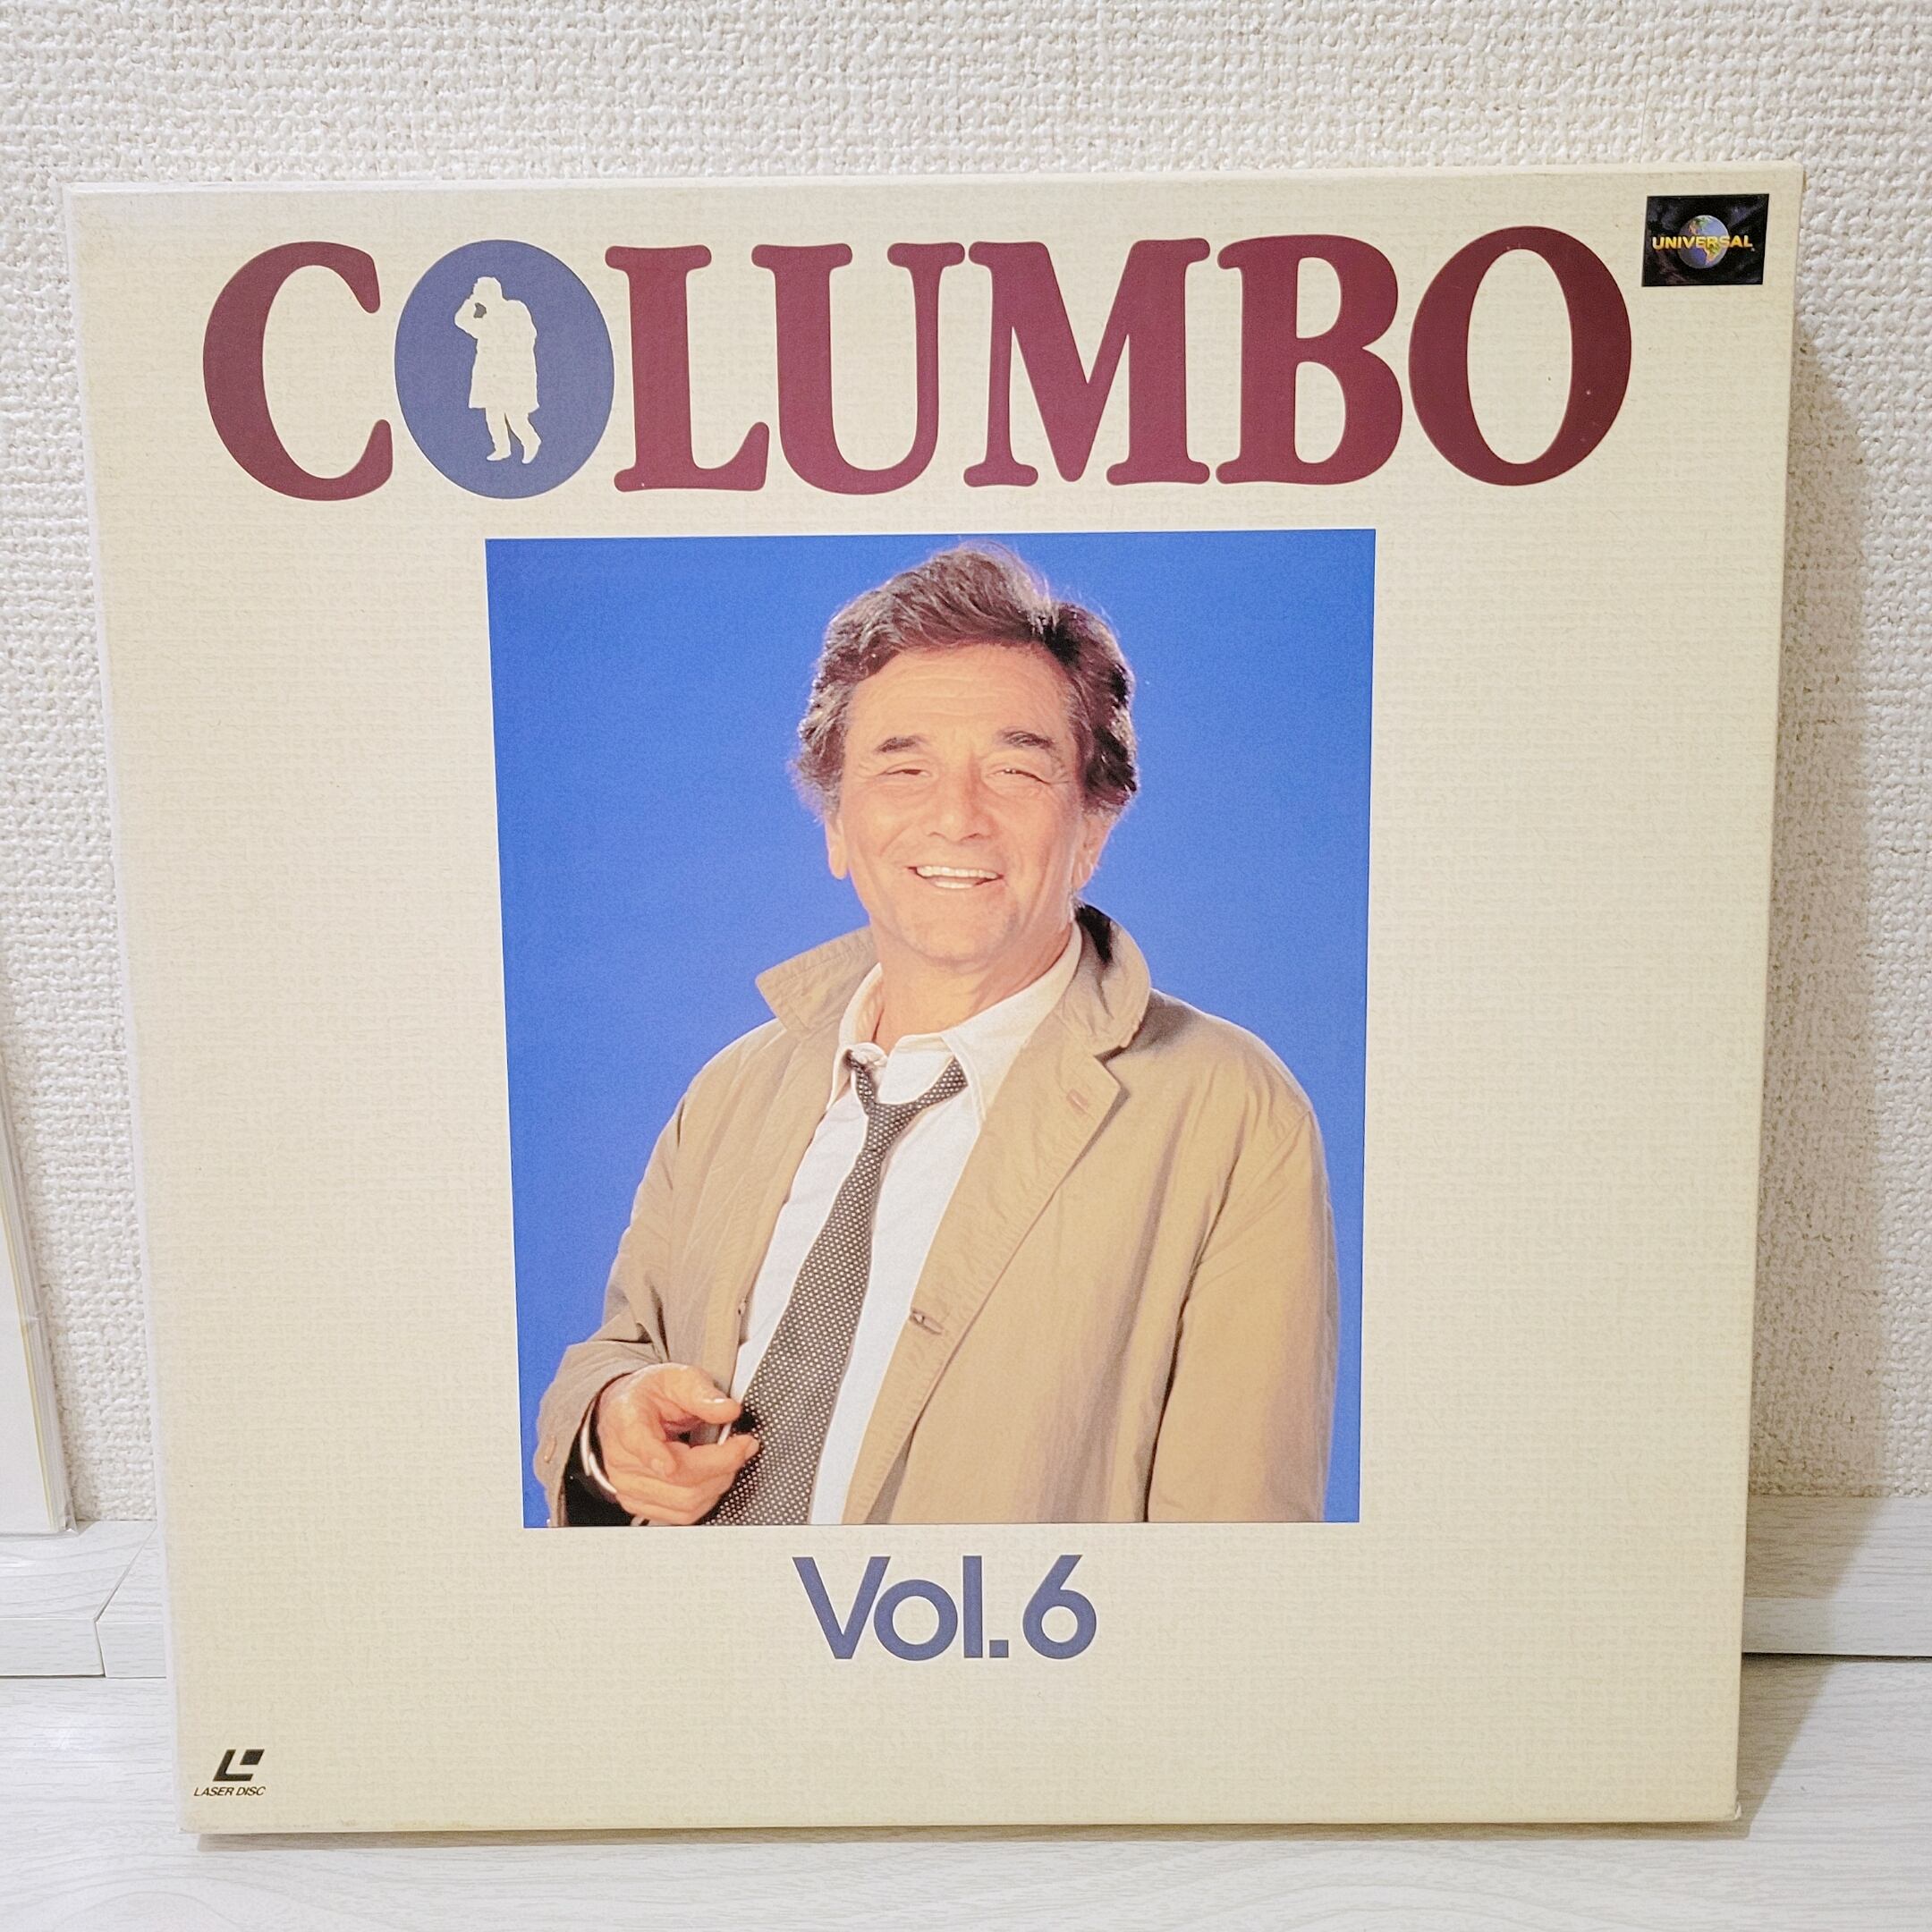 COLUMBO
UNIVERSAL
Vol.6
LASER DISC